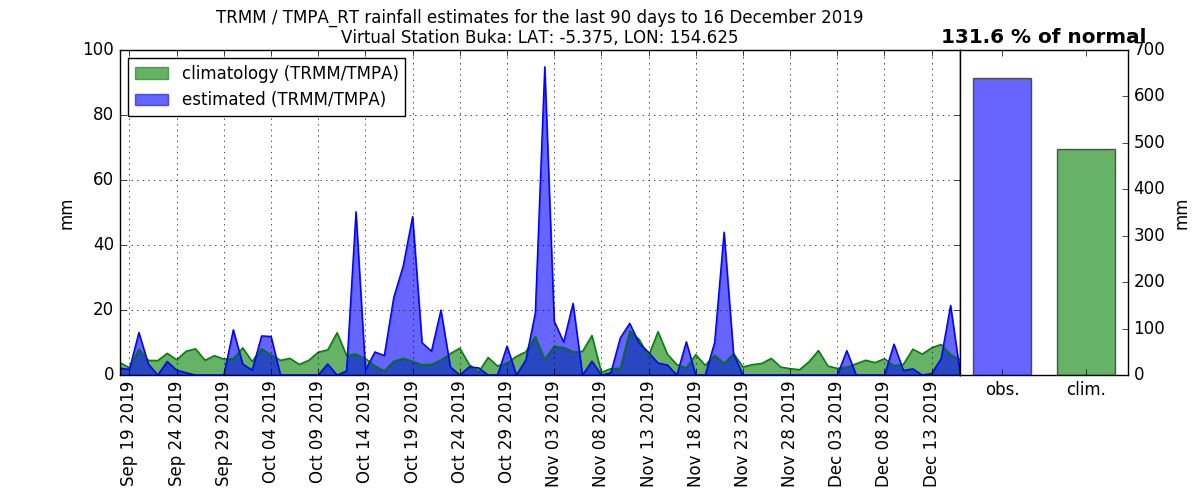 TRMM / TMPA_RT rainfall estimates for the last 90 days to 16 December 2019
Virtual Station Buka: LAT: -5.375, LON: 154.625
131.6 % of normal
climatology (TRMM/TMPA)
estimated (TRMM/TMPA)
mm
100
80
60
40
20
0
Sep 19 2019
Sep 24 2019
Sep 29 2019
Oct 04 2019
Oct 09 2019
Oct 14 2019
Oct 19 2019
Oct 24 2019
Oct 29 2019
Nov 03 2019
Nov 08 2019
Nov 13 2019
Nov 18 2019
Nov 23 2019
Nov 28 2019
Dec 03 2019
Dec 08 2019
Dec 13 2019
obs.
clim.
700
600
500
400
300
200
100
0
mm